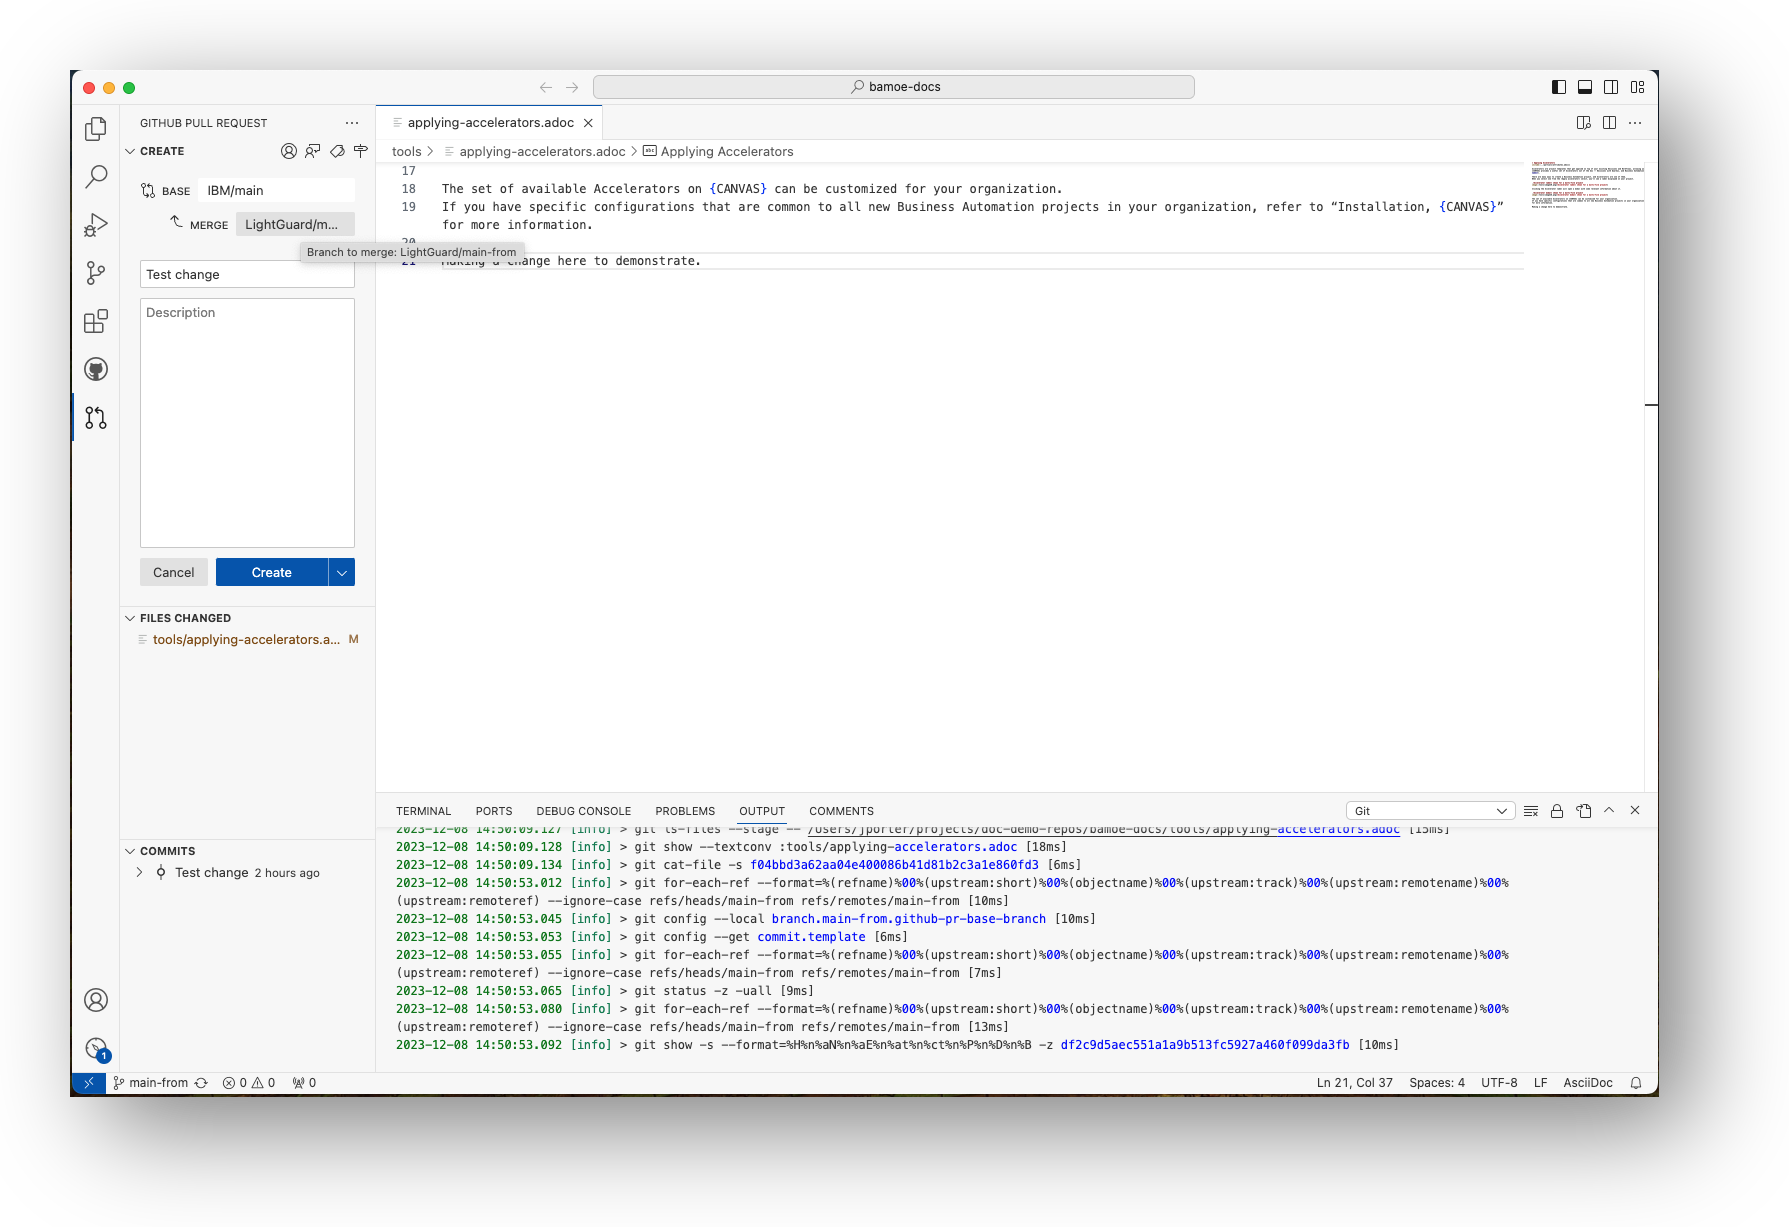 bamoe-docs
GITHUB PULL REQUEST
CREATE
BASE IBM/main
MERGE LightGuard/m...
Branch to merge: LightGuard/main-from
Test change
Description
Cancel Create
FILES CHANGED
tools/applying-accelerators.a... M
COMMITS
Test change 2 hours ago
applying-accelerators.adoc
tools > applying-accelerators.adoc > Applying Accelerators
17
18 The set of available Accelerators on {CANVAS} can be customized for your organization.
19 If you have specific configurations that are common to all new Business Automation projects in your organization, refer to “Installation, {CANVAS}”
for more information.
20
21 Making a change here to demonstrate.
TERMINAL PORTS DEBUG CONSOLE PROBLEMS OUTPUT COMMENTS Git
2023-12-08 14:50:09.127 [info] > git ls-files --stage -- /Users/jporter/projects/doc-demo-repos/bamoe-docs/tools/applying-accelerators.adoc [15ms]
2023-12-08 14:50:09.128 [info] > git show --textconv :tools/applying-accelerators.adoc [18ms]
2023-12-08 14:50:09.134 [info] > git cat-file -s f04bbd3a62aa04e400086b41d81b2c3a1e860fd3 [6ms]
2023-12-08 14:50:53.012 [info] > git for-each-ref --format=%(refname)%00%(upstream:short)%00%(objectname)%00%(upstream:track)%00%(upstream:remotename)%00%
(upstream:remoteref) --ignore-case refs/heads/main-from refs/remotes/main-from [10ms]
2023-12-08 14:50:53.045 [info] > git config --local branch.main-from.github-pr-base-branch [10ms]
2023-12-08 14:50:53.053 [info] > git config --get commit.template [6ms]
2023-12-08 14:50:53.055 [info] > git for-each-ref --format=%(refname)%00%(upstream:short)%00%(objectname)%00%(upstream:track)%00%(upstream:remotename)%00%
(upstream:remoteref) --ignore-case refs/heads/main-from refs/remotes/main-from [7ms]
2023-12-08 14:50:53.065 [info] > git status -z -uall [9ms]
2023-12-08 14:50:53.080 [info] > git for-each-ref --format=%(refname)%00%(upstream:short)%00%(objectname)%00%(upstream:track)%00%(upstream:remotename)%00%
(upstream:remoteref) --ignore-case refs/heads/main-from refs/remotes/main-from [13ms]
2023-12-08 14:50:53.092 [info] > git show -s --format=%H%n%aN%n%aE%n%at%n%ct%n%P%n%D%n%B -z df2c9d5aec551a1a9b513fc5927a460f099da3fb [10ms]
1
main-from 0 0 0 Ln 21, Col 37 Spaces: 4 UTF-8 LF AsciiDoc